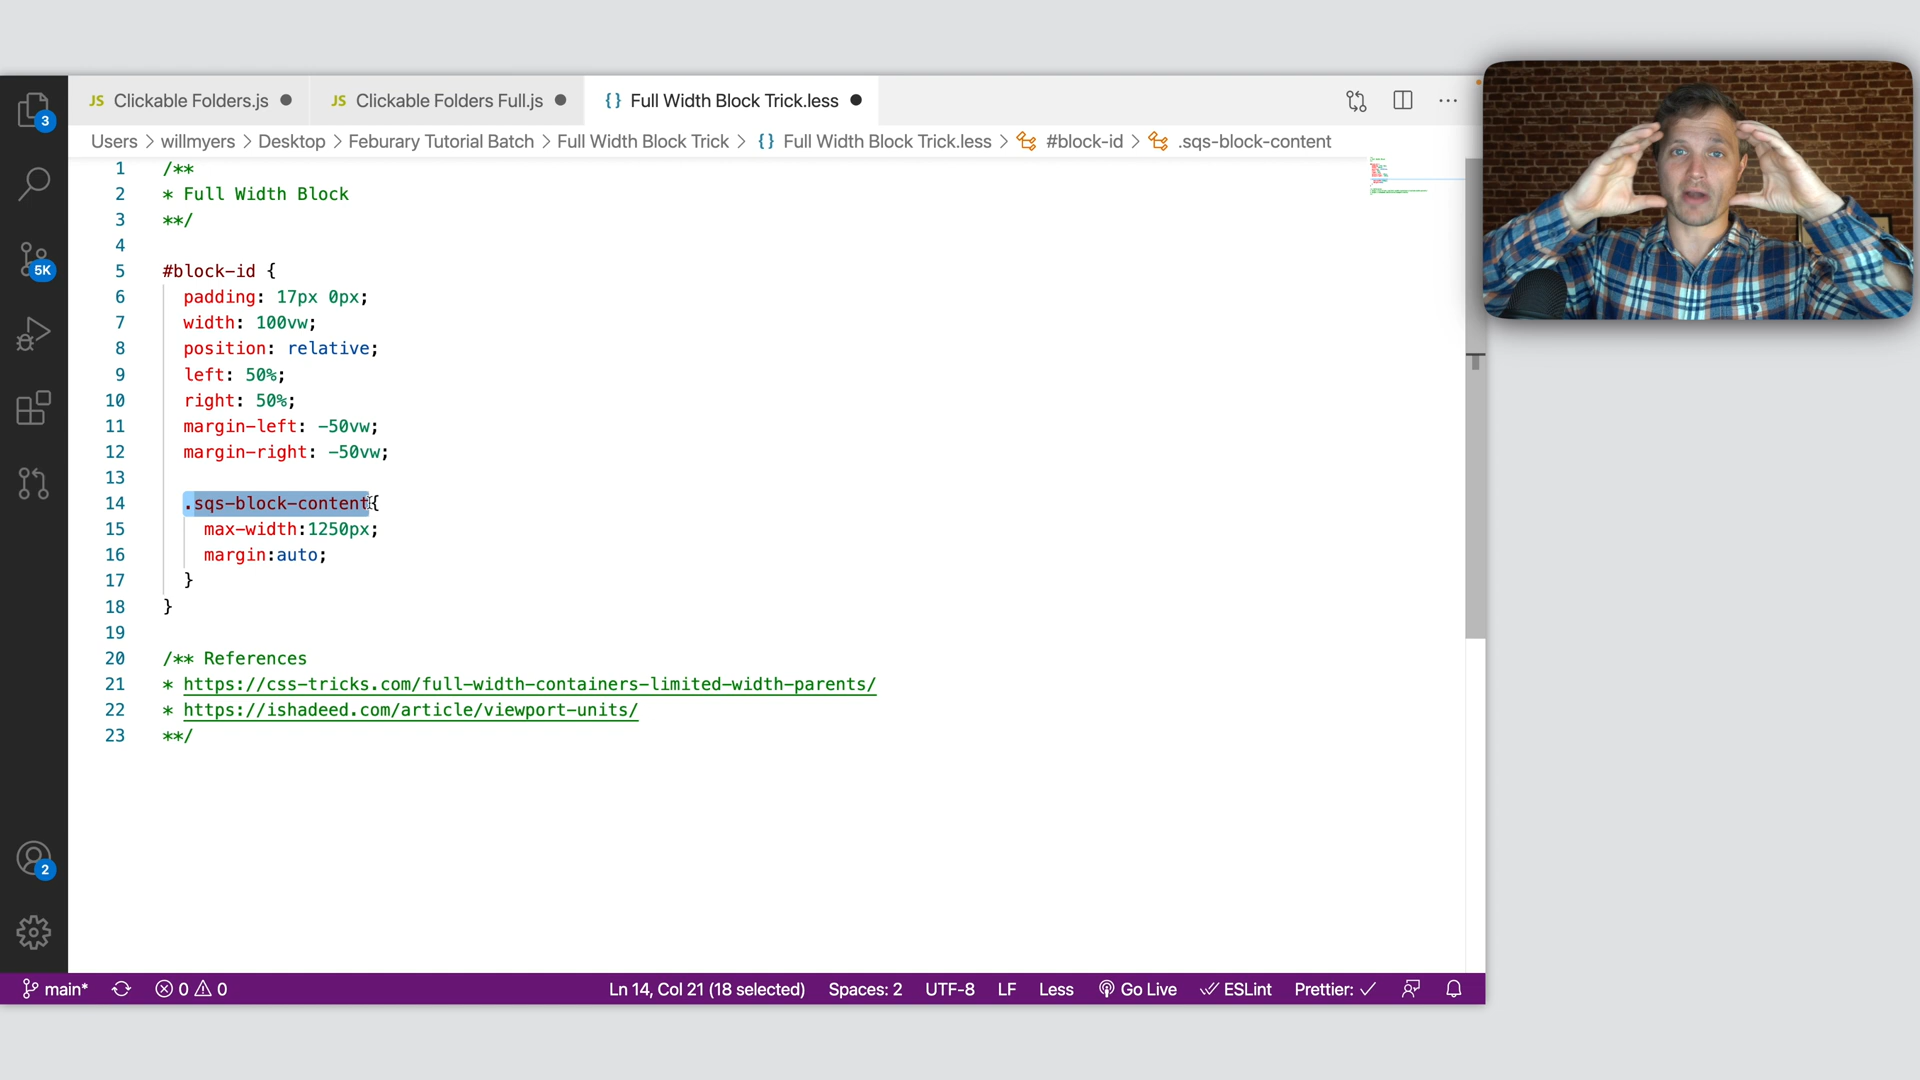 JS Clickable Folders.js JS Clickable Folders Full.js {} Full Width Block Trick.less
Users > willmyers > Desktop > Feburary Tutorial Batch > Full Width Block Trick > {} Full Width Block Trick.less > #block-id > .sqs-block-content
3
5K
2
1 /**
2 * Full Width Block
3 **/
4
5 #block-id {
6 padding: 17px 0px;
7 width: 100vw;
8 position: relative;
9 left: 50%;
10 right: 50%;
11 margin-left: -50vw;
12 margin-right: -50vw;
13
14 .sqs-block-content{
15 max-width:1250px;
16 margin:auto;
17 }
18 }
19
20 /** References
21 * https://css-tricks.com/full-width-containers-limited-width-parents/
22 * https://ishadeed.com/article/viewport-units/
23 **/
main* 0 0 Ln 14, Col 21 (18 selected) Spaces: 2 UTF-8 LF Less Go Live ESLint Prettier: ✓